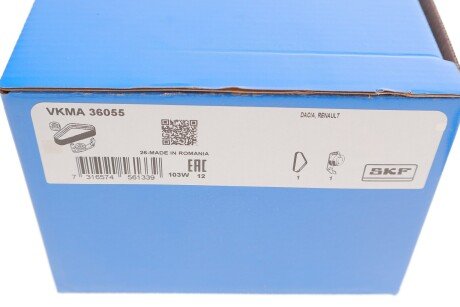 VKMA 36055
DACIA, RENAULT
26-MADE IN ROMANIA
EAC
103W 12
7 316574 561339
1 1
SKF